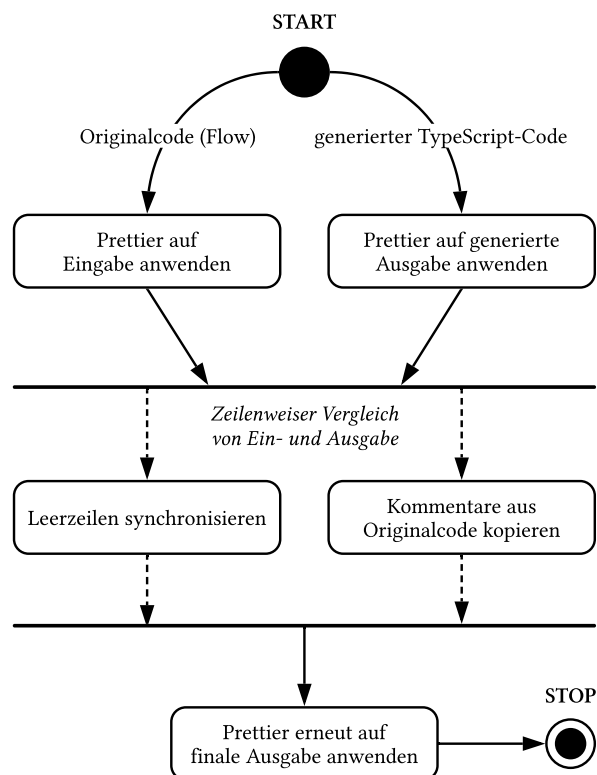 START
Originalcode (Flow)
generierter TypeScript-Code
Prettier auf
Eingabe anwenden
Prettier auf generierte
Ausgabe anwenden
Zeilenweiser Vergleich
von Ein- und Ausgabe
Leerzeilen synchronisieren
Kommentare aus
Originalcode kopieren
STOP
Prettier erneut auf
finale Ausgabe anwenden